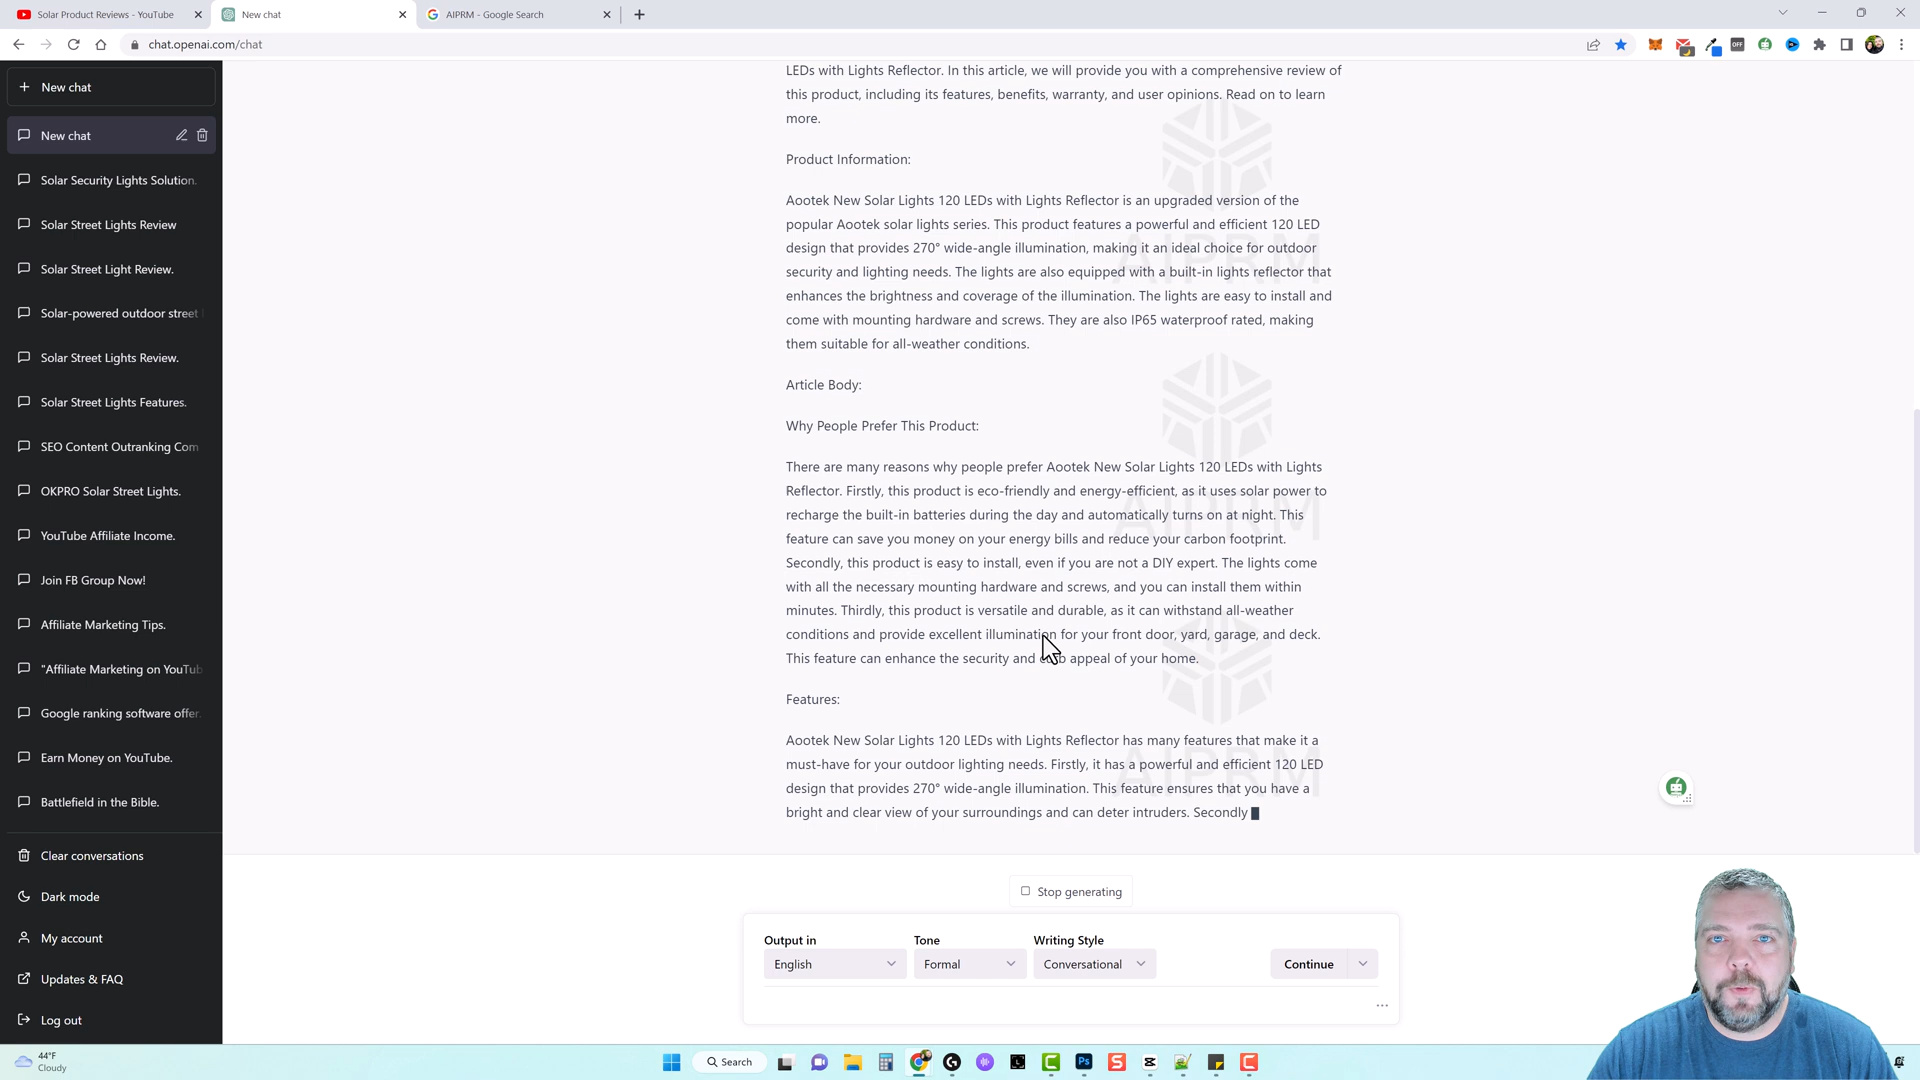 Solar Product Reviews - YouTube
New chat
AIPRM - Google Search
chat.openai.com/chat
OFF
New chat
New chat
Solar Security Lights Solution.
Solar Street Lights Review
Solar Street Light Review.
Solar-powered outdoor street
Solar Street Lights Review.
Solar Street Lights Features.
SEO Content Outranking Com
OKPRO Solar Street Lights.
YouTube Affiliate Income.
Join FB Group Now!
Affiliate Marketing Tips.
"Affiliate Marketing on YouTub
Google ranking software offer.
Earn Money on YouTube.
Battlefield in the Bible.
Clear conversations
Dark mode
My account
Updates & FAQ
Log out
LEDs with Lights Reflector. In this article, we will provide you with a comprehensive review of
this product, including its features, benefits, warranty, and user opinions. Read on to learn
more.
Product Information:
Aootek New Solar Lights 120 LEDs with Lights Reflector is an upgraded version of the
popular Aootek solar lights series. This product features a powerful and efficient 120 LED
design that provides 270° wide-angle illumination, making it an ideal choice for outdoor
security and lighting needs. The lights are also equipped with a built-in lights reflector that
enhances the brightness and coverage of the illumination. The lights are easy to install and
come with mounting hardware and screws. They are also IP65 waterproof rated, making
them suitable for all-weather conditions.
Article Body:
Why People Prefer This Product:
There are many reasons why people prefer Aootek New Solar Lights 120 LEDs with Lights
Reflector. Firstly, this product is eco-friendly and energy-efficient, as it uses solar power to
recharge the built-in batteries during the day and automatically turns on at night. This
feature can save you money on your energy bills and reduce your carbon footprint.
Secondly, this product is easy to install, even if you are not a DIY expert. The lights come
with all the necessary mounting hardware and screws, and you can install them within
minutes. Thirdly, this product is versatile and durable, as it can withstand all-weather
conditions and provide excellent illumination for your front door, yard, garage, and deck.
This feature can enhance the security and appeal of your home.
Features:
Aootek New Solar Lights 120 LEDs with Lights Reflector has many features that make it a
must-have for your outdoor lighting needs. Firstly, it has a powerful and efficient 120 LED
design that provides 270° wide-angle illumination. This feature ensures that you have a
bright and clear view of your surroundings and can deter intruders. Secondly
AIPRM
AIPRM
AIPRM
Stop generating
Output in
Tone
Writing Style
English
Formal
Conversational
Continue
44°F
Cloudy
Search
Ps